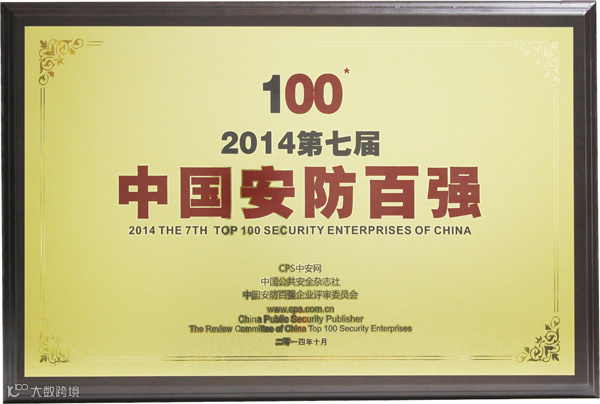 100*
2014第七届
中国安防百强
2014 THE 7TH TOP 100 SECURITY ENTERPRISES OF CHINA
CPS中安网
中国公共安全杂志社
中国安防百强企业评审委员会
www.cps.com.cn
China Public Security Publisher
The Review Committee of China Top 100 Security Enterprises
二零一四年十月
大数跨境